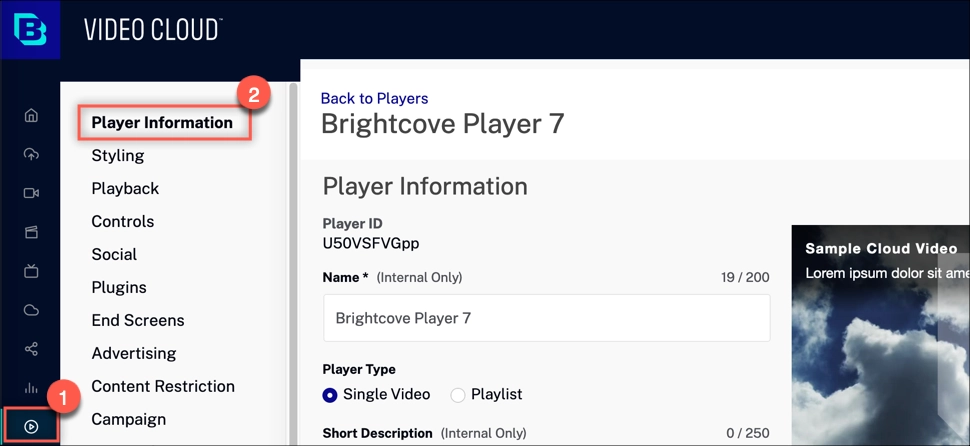 VIDEO CLOUD™
2
Player Information
Styling
Playback
Controls
Social
Plugins
End Screens
Advertising
Content Restriction
Campaign
1
Back to Players
Brightcove Player 7
Player Information
Player ID
U50VSFVGpp
Name * (Internal Only) 19 / 200
Brightcove Player 7
Player Type
Single Video Playlist
Short Description (Internal Only) 0 / 250
Sample Cloud Video
Lorem ipsum dolor sit ame